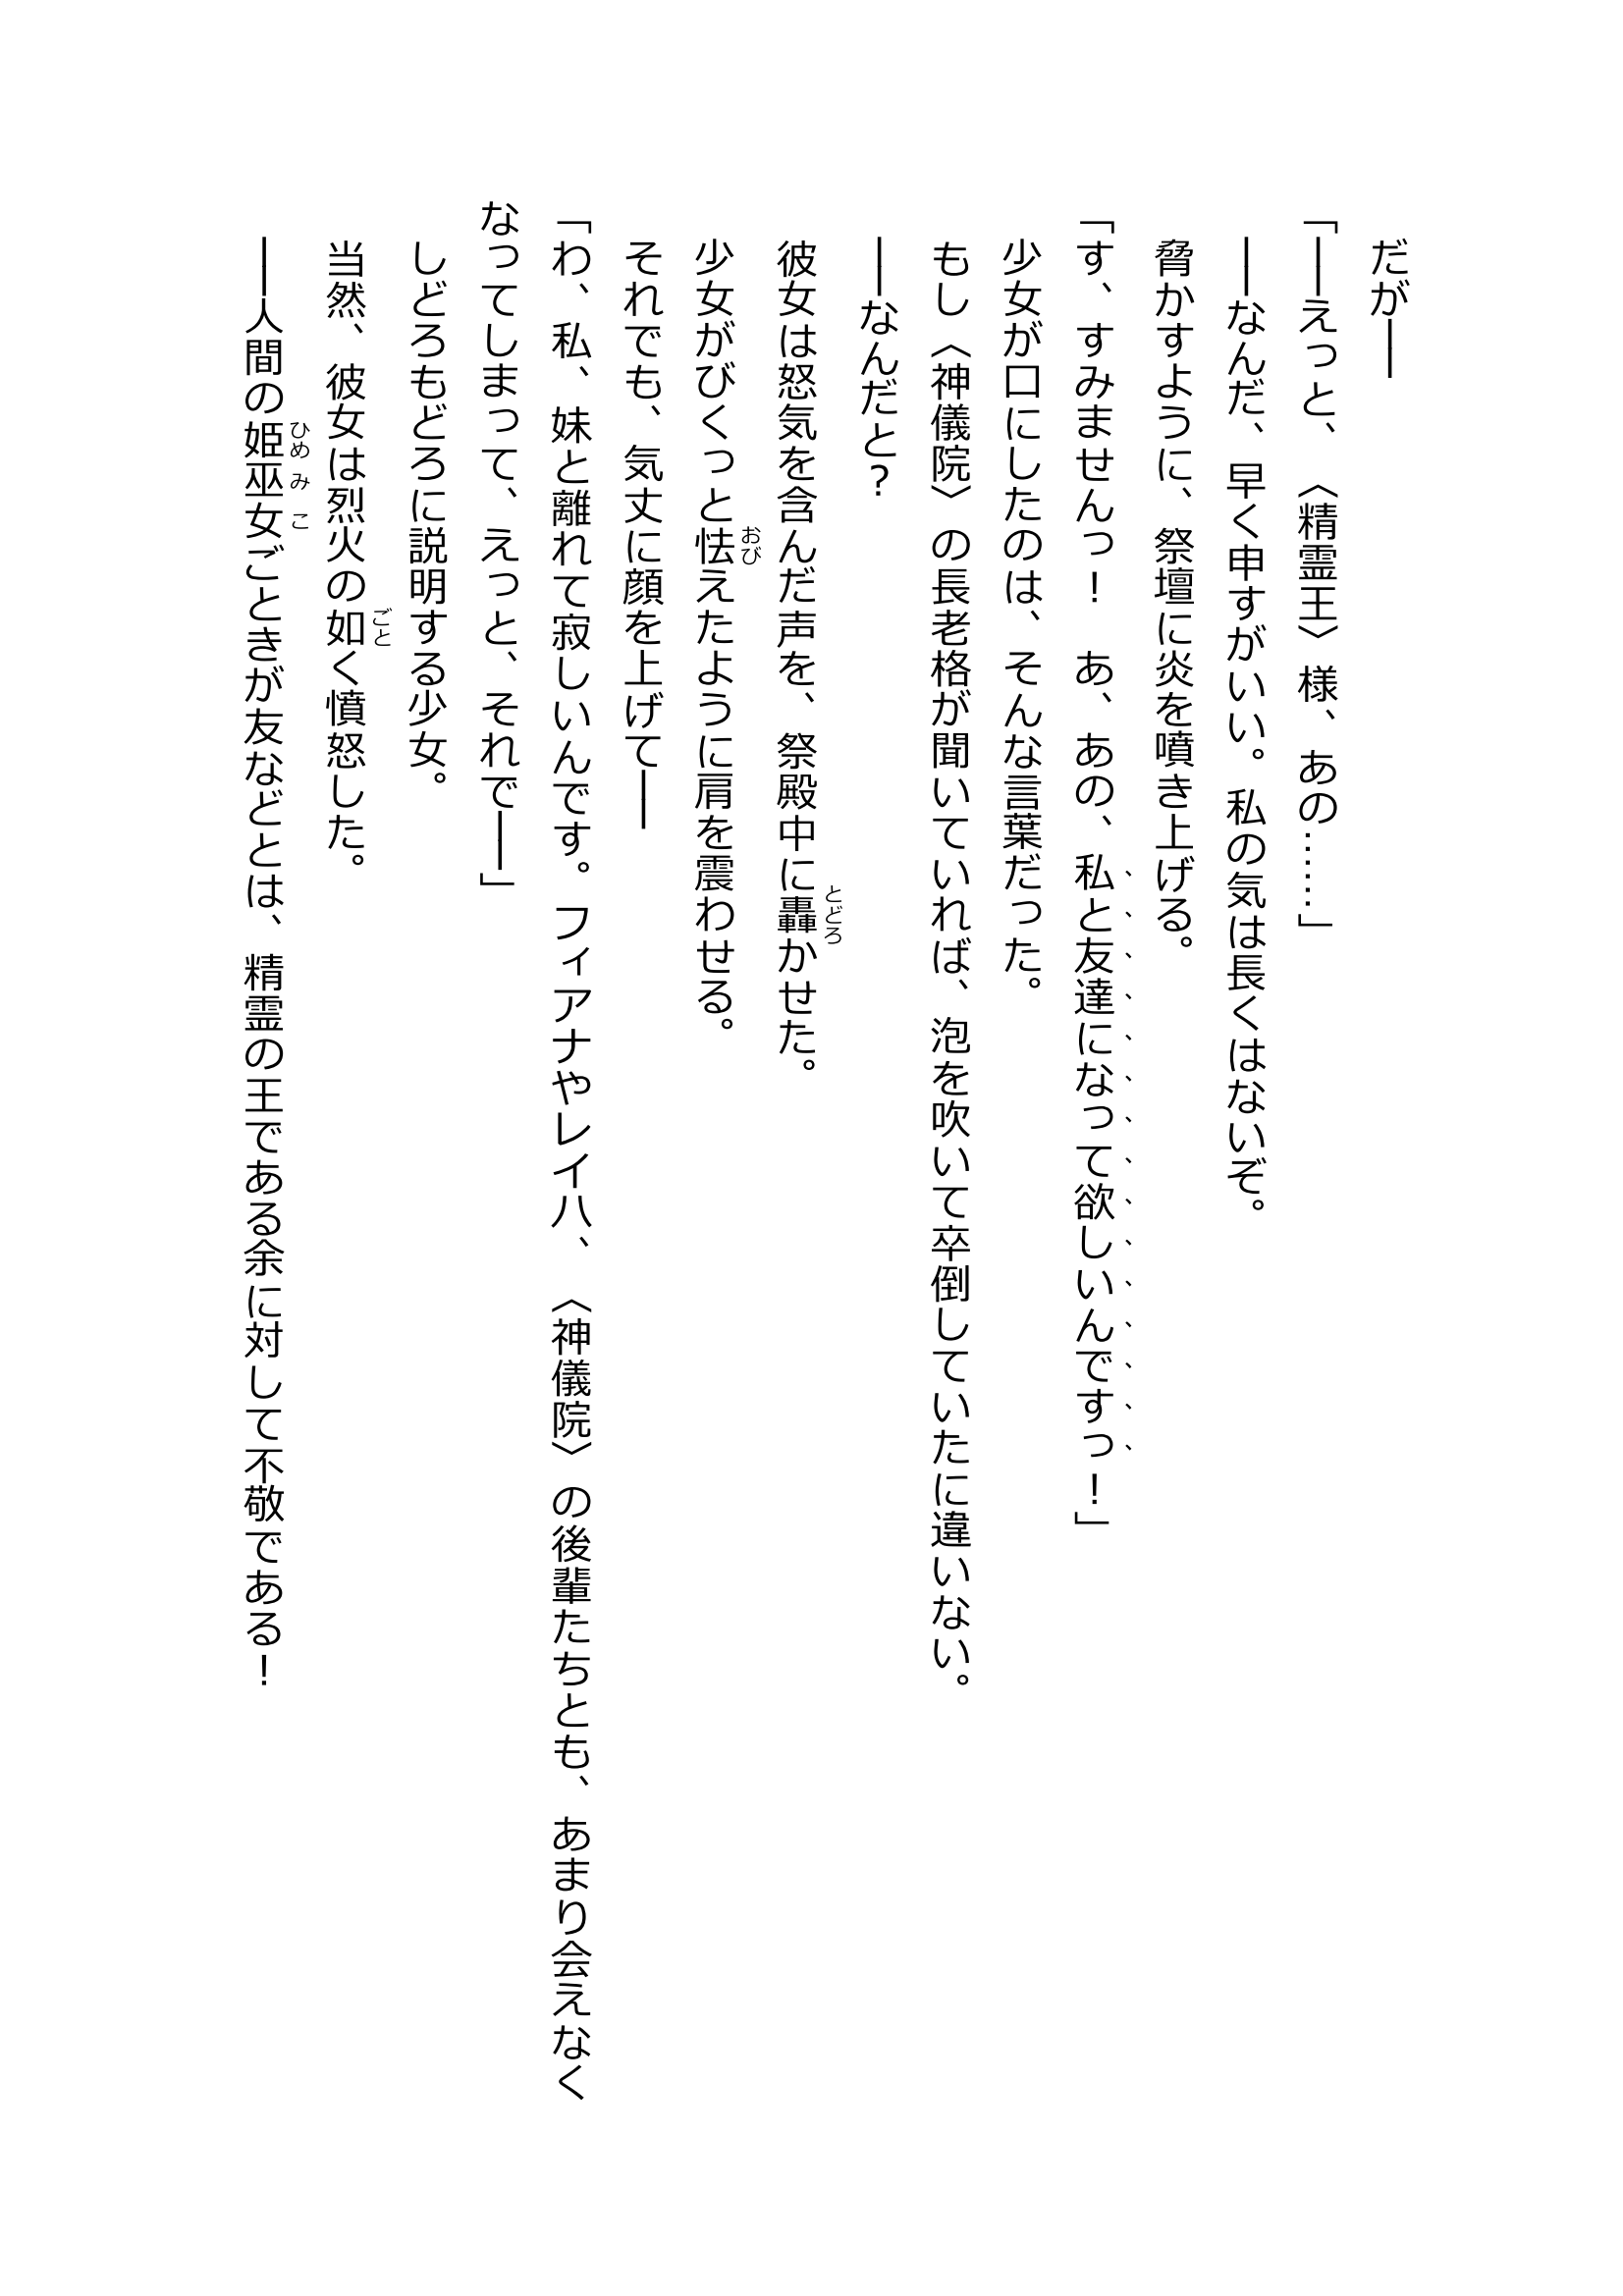 だが――
「――えっと、〈精霊王〉様、あの……」
――なんだ、早く申すがいい。私の気は長くはないぞ。
脅かすように、祭壇に炎を噴き上げる。
「す、すみませんっ！　あ、あの、私と友達になって欲しいんですっ！」
少女が口にしたのは、そんな言葉だった。
もし〈神儀院〉の長老格が聞いていれば、泡を吹いて卒倒していたに違いない。
――なんだと？
彼女は怒気を含んだ声を、祭殿中に轟かせた。
少女がびくっと怯えたように肩を震わせる。
それでも、気丈に顔を上げて――
「わ、私、妹と離れて寂しいんです。フィアナやレイハ、〈神儀院〉の後輩たちとも、あまり会えなく
なってしまって、えっと、それで――」
しどろもどろに説明する少女。
当然、彼女は烈火の如く憤怒した。
――人間の姫巫女ごときが友などとは、精霊の王である余に対して不敬である！